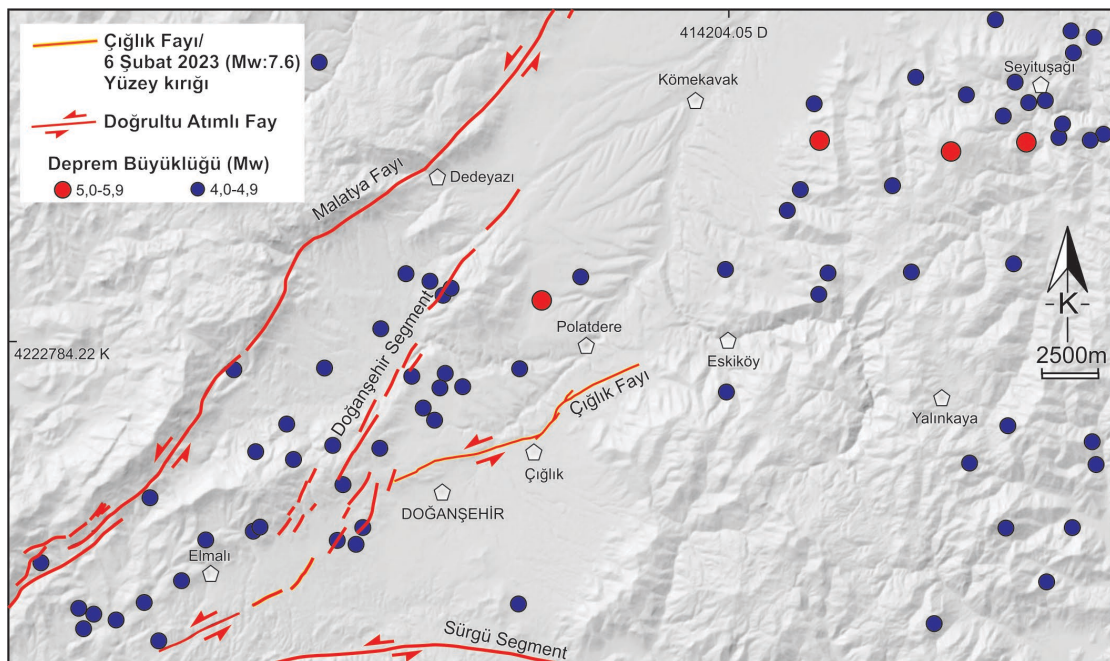 Çığlık Fayı/
6 Şubat 2023 (Mw:7.6)
Yüzey kırığı
Doğrultu Atımlı Fay
Deprem Büyüklüğü (Mw)
5,0-5,9
4,0-4,9
414204.05 D
Kömekavak
Seyituşağı
Dedeyazı
Malatya Fayı
K
2500m
Doğanşehir Segment
Polatdere
Eskiköy
4222784.22 K
Çığlık Fayı
Yalınkaya
Çığlık
DOĞANŞEHİR
Elmalı
Sürgü Segment